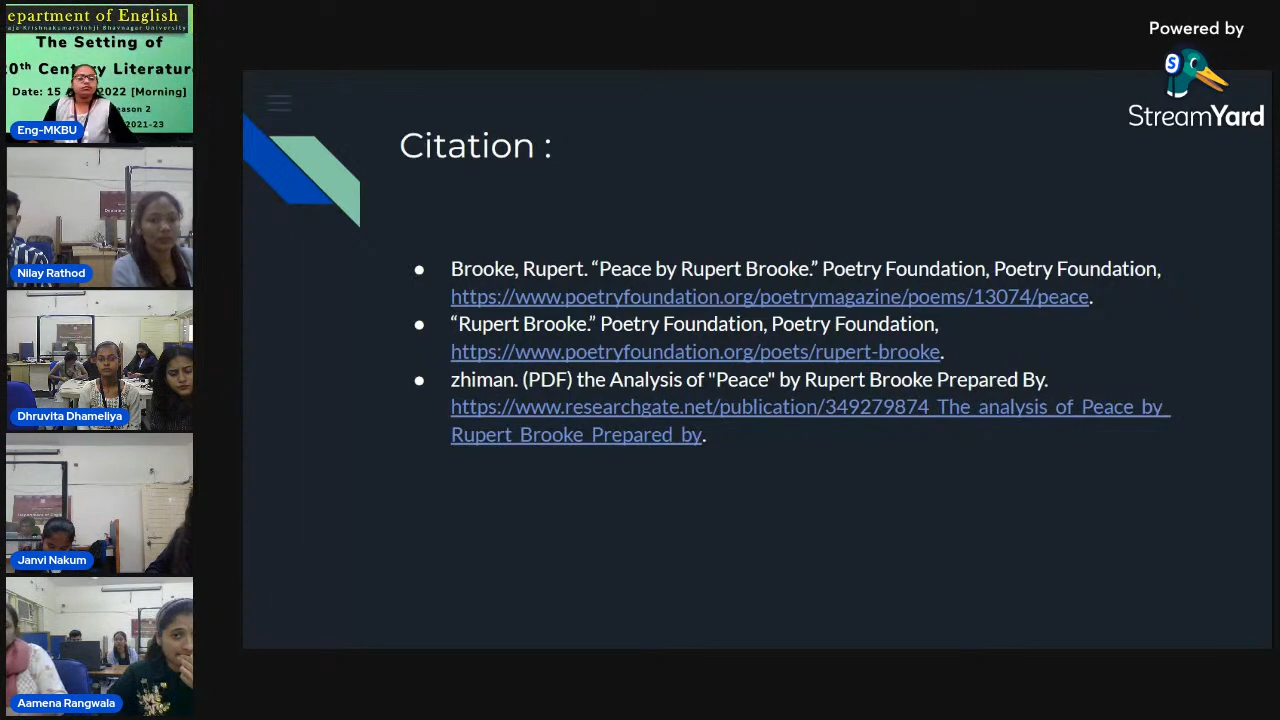 epartment of English
Krishnakumarsinhji Bhavnagar University
The Setting of
0th Century Literatur
Date: 15 2022 [Morning]
eason 2
2021-23
Eng-MKBU
Nilay Rathod
Dhruvita Dhameliya
Janvi Nakum
Aamena Rangwala
Powered by
S
StreamYard
Citation :
● Brooke, Rupert. “Peace by Rupert Brooke.” Poetry Foundation, Poetry Foundation,
https://www.poetryfoundation.org/poetrymagazine/poems/13074/peace.
● “Rupert Brooke.” Poetry Foundation, Poetry Foundation,
https://www.poetryfoundation.org/poets/rupert-brooke.
● zhiman. (PDF) the Analysis of "Peace" by Rupert Brooke Prepared By.
https://www.researchgate.net/publication/349279874_The_analysis_of_Peace_by_
Rupert_Brooke_Prepared_by.